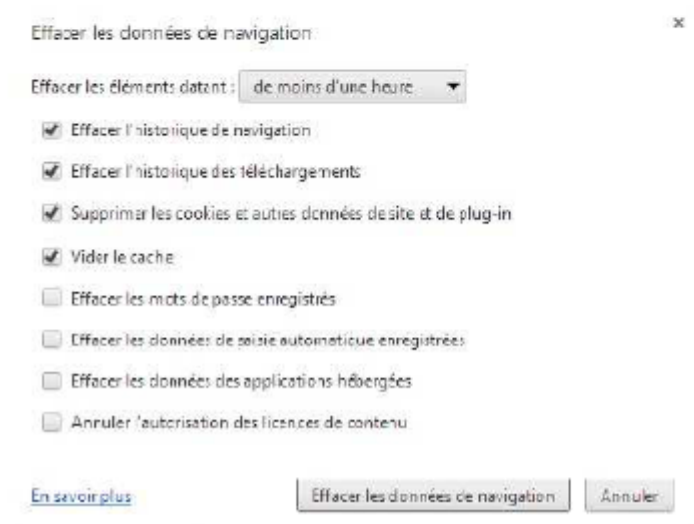 Effacer les données de navigation
Effacer les éléments datant : de moins d'une heure
Effacer l'historique de navigation
Effacer l'historique des téléchargements
Supprimer les cookies et autres données de site et de plug-in
Vider le cache
Effacer les mots de passe enregistrés
Effacer les données de saisie automatique enregistrées
Effacer les données des applications hébergées
Annuler l'autorisation des licences de contenu
En savoir plus Effacer les données de navigation Annuler